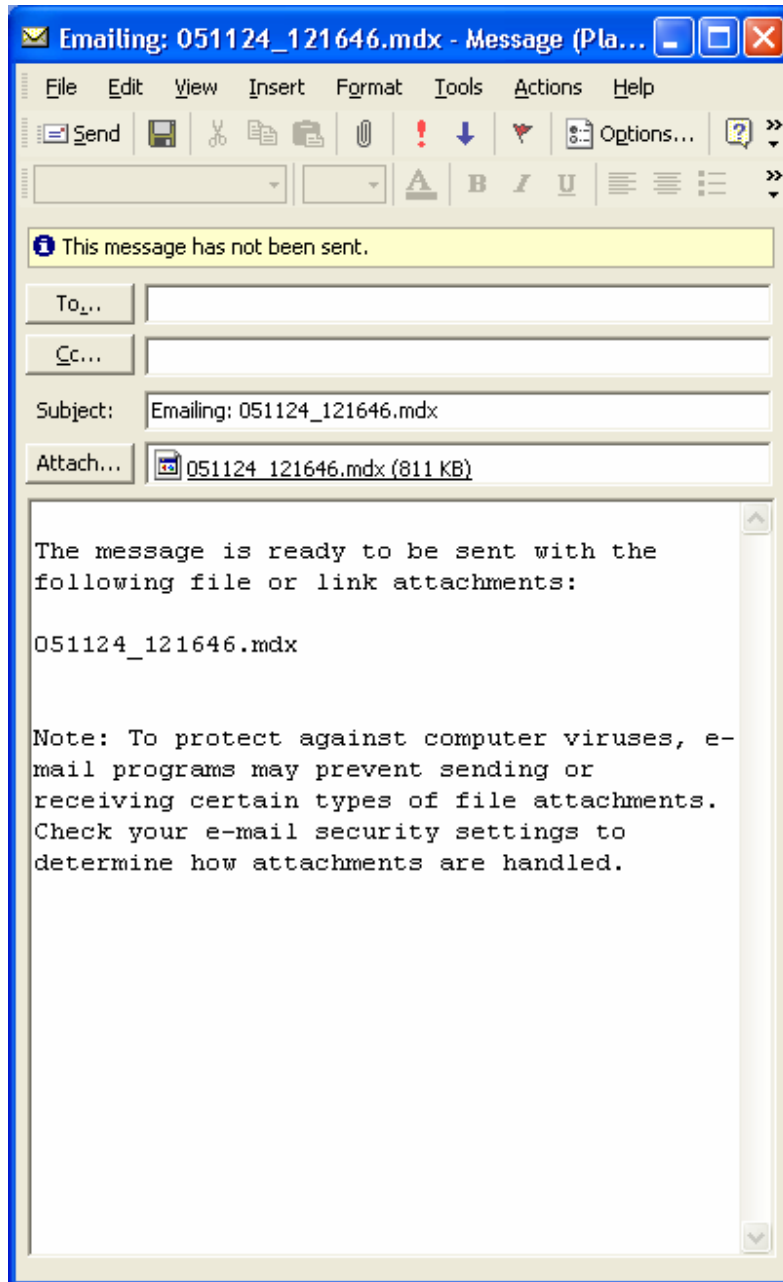 Emailing: 051124_121646.mdx - Message (Pla...
File Edit View Insert Format Tools Actions Help
Send Options...
A B I U
This message has not been sent.
To...
Cc...
Subject: Emailing: 051124_121646.mdx
Attach... 051124_121646.mdx (811 KB)
The message is ready to be sent with the
following file or link attachments:
051124_121646.mdx
Note: To protect against computer viruses, e-
mail programs may prevent sending or
receiving certain types of file attachments.
Check your e-mail security settings to
determine how attachments are handled.